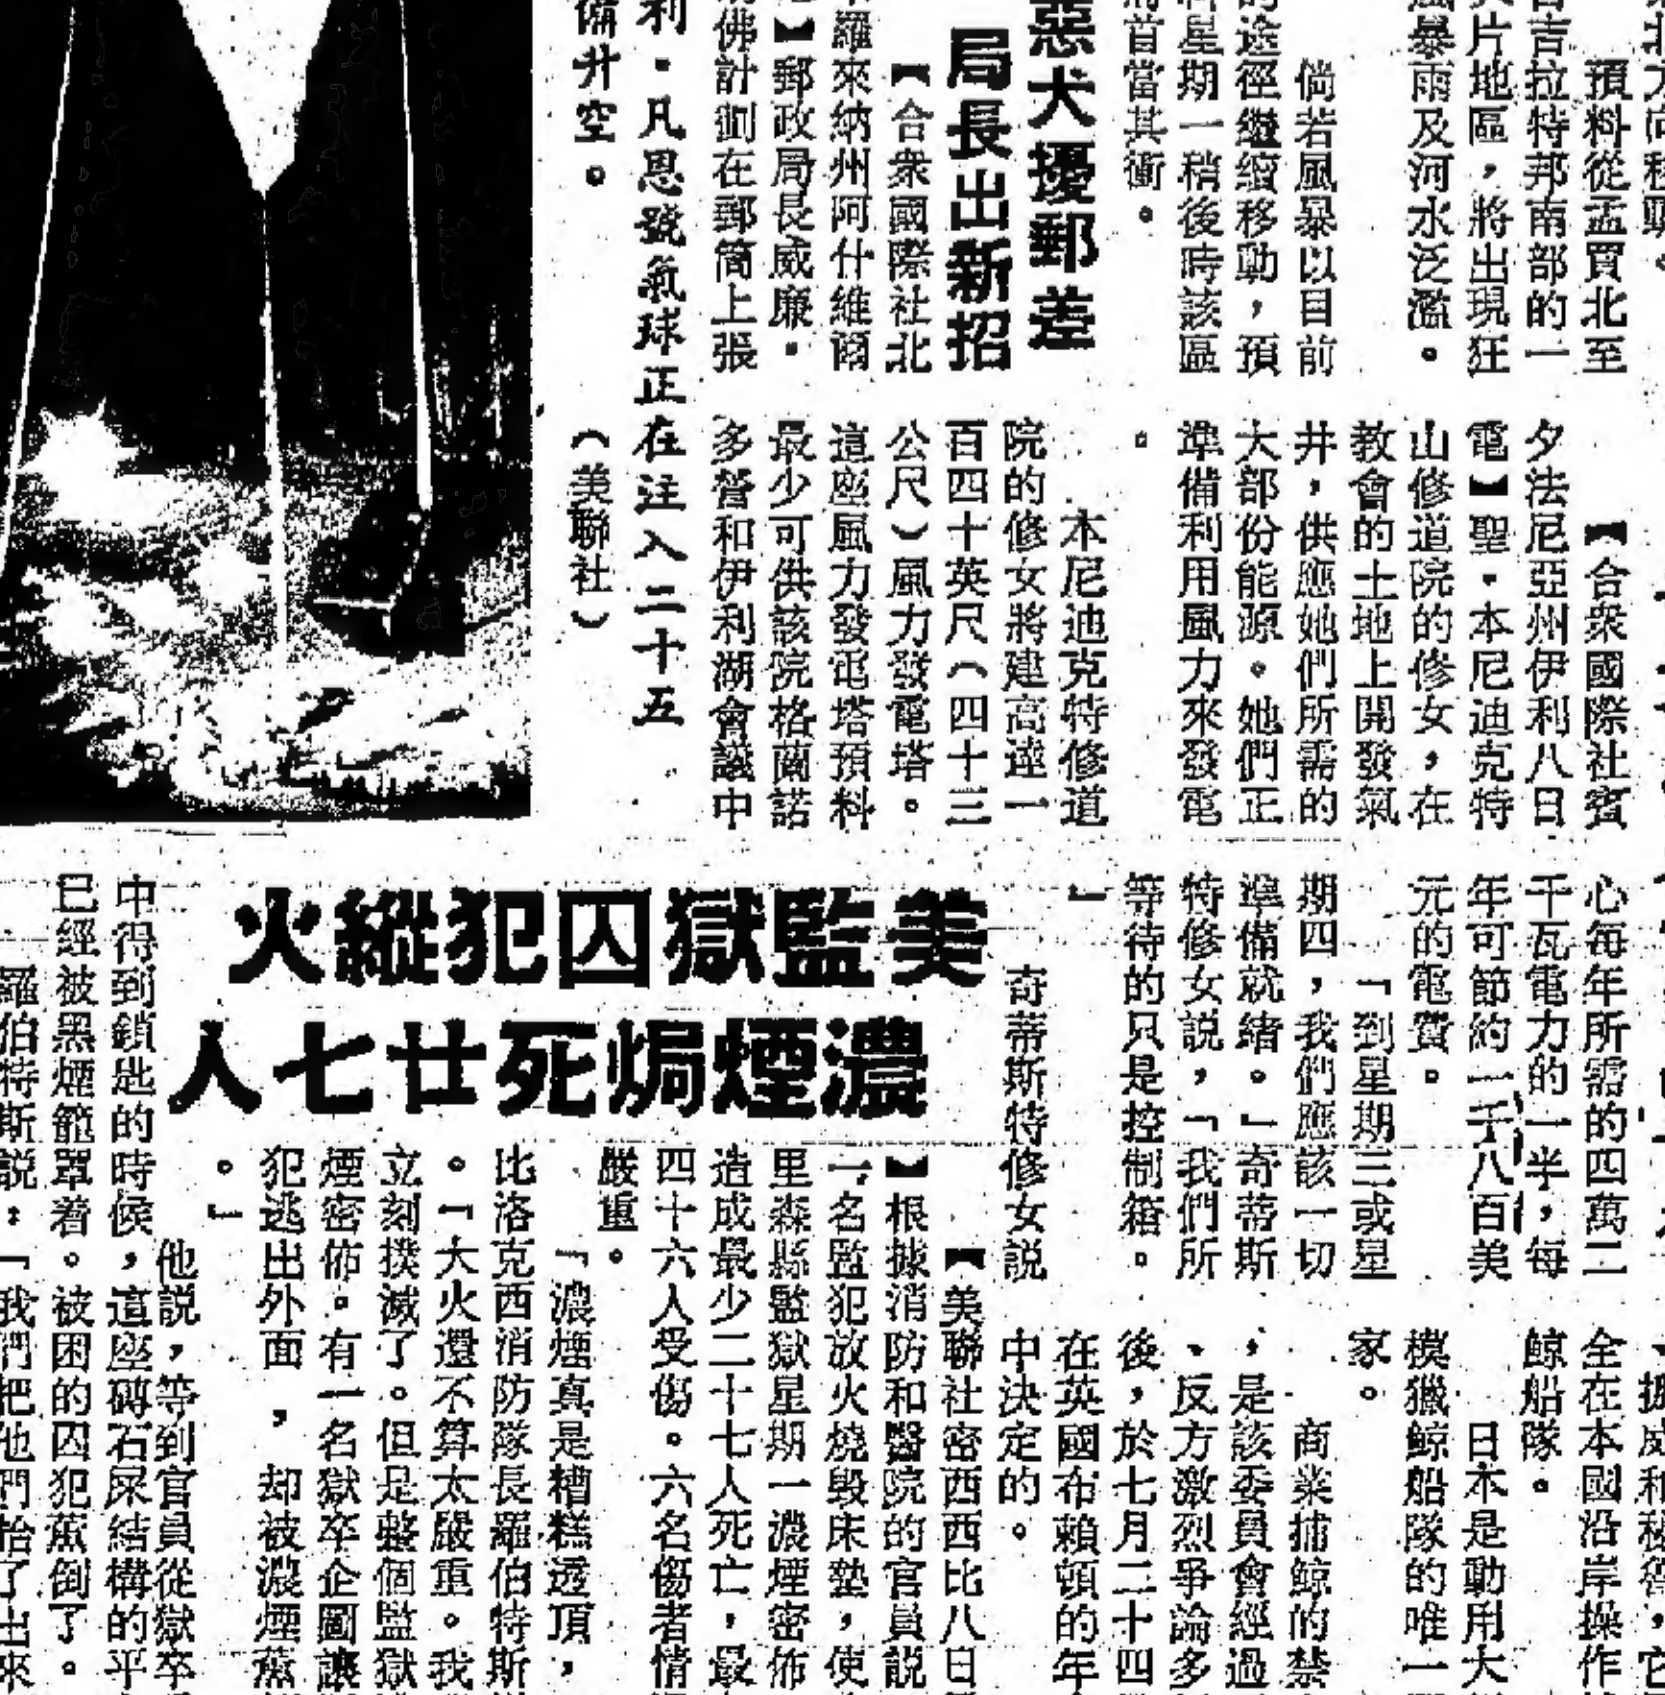 預料從孟買北至
吉拉特邦南部的一
片地區，將出現狂
風暴雨及河水泛濫。
倘若風暴以目前
的途徑繼續移動，預
星期一稍後時該區
首當其衝。
惡犬擾郵差
局長出新招
【合衆國際社北
羅來納州阿什維爾
】郵政局長威廉·
佛計劃在郵簡上張
利·凡恩號氣球正在注入二十五
備升空。
（美聯社）
【合衆國際社賓
夕法尼亞州伊利八日
電】聖·本尼迪克特
山修道院的修女，在
教會的土地上開發氣
井，供應她們所需的
大部份能源。她們正
準備利用風力來發電
。
本尼迪克特修道
院的修女將建高達一
百四十英尺（四十三
公尺）風力發電塔。
這座風力發電塔預料
最少可供該院格蘭諾
多營和伊利湖會議中
心每年所需的四萬二
千瓦電力的一半，每
年可節約一千八百美
元的電費。
「到星期三或星
期四，我們應該一切
準備就緒。」奇蒂斯
特修女說，「我們所
等待的只是控制箱。
」
奇蒂斯特修女說
全在本國沿岸操作
鯨船隊。
日本是動用大
模獵鯨船隊的唯一
家。
商業捕鯨的禁
，是該委員會經過
、反方激烈爭論多
後，於七月二十四
在英國布賴頓的年
中決定的。
美監獄囚犯縱火
濃煙焗死廿七人
【美聯社密西西比八日
】根據消防和醫院的官員說
一名監犯放火燒毀床墊，使
里森縣監獄星期一濃煙密佈
造成最少二十七人死亡，最
四十六人受傷。六名傷者情
嚴重。
「濃煙真是糟糕透頂，
比洛克西消防隊長羅伯特斯
。「大火還不算太嚴重。我
立刻撲滅了。但是整個監獄
煙密佈。有一名獄卒企圖讓
犯逃出外面，却被濃煙薰
。」
他說，等到官員從獄卒
中得到鎖匙的時侯，這座磚石屎結構的平
已經被黑煙籠罩着。被困的囚犯薰倒了。
羅伯特斯說：「我們把他們抬了出來